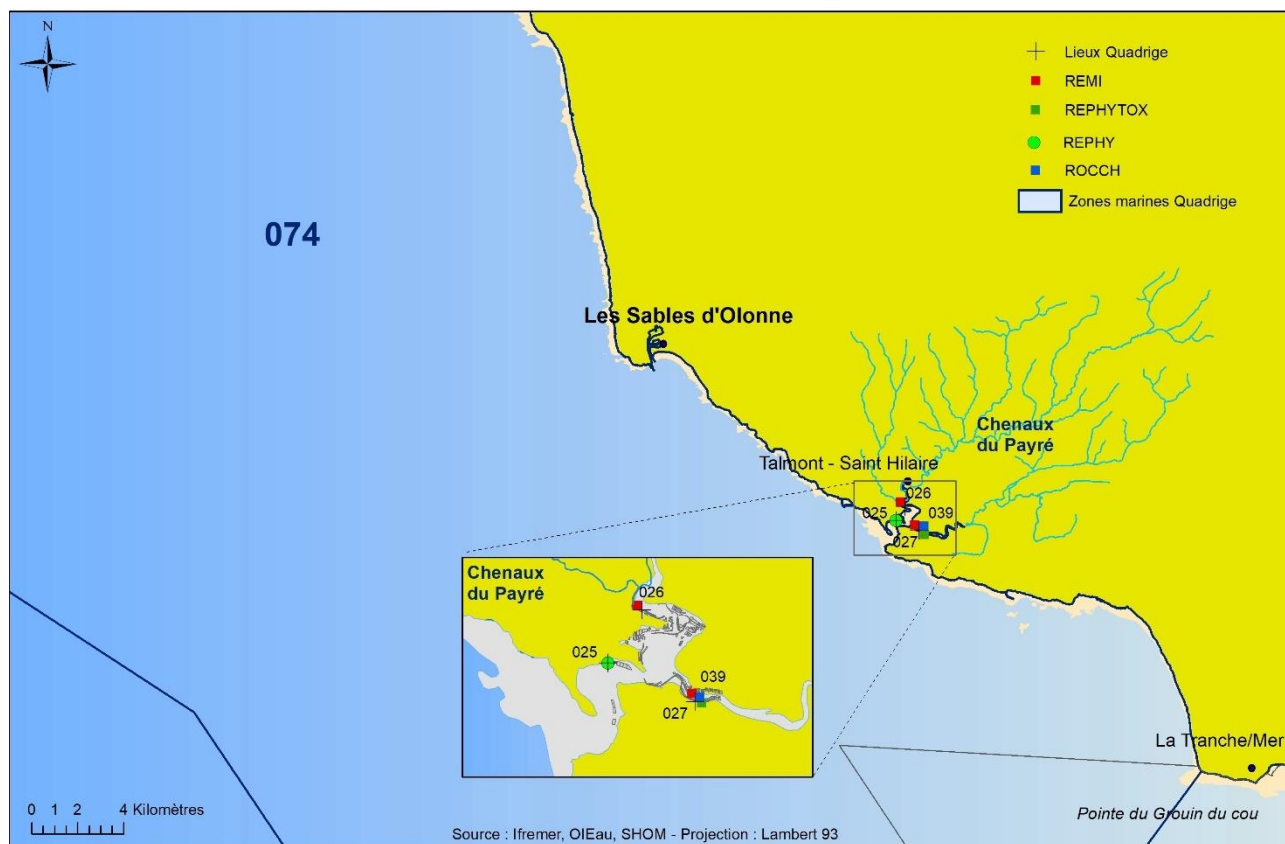 N
Lieux Quadrige
REMI
REPHYTOX
REPHY
ROCCH
Zones marines Quadrige
074
Les Sables d'Olonne
Chenaux
du Payré
Talmont - Saint Hilaire
026
025
039
027
Chenaux
du Payré
026
025
039
027
La Tranche/Mer
Pointe du Grouin du cou
0 1 2 4 Kilomètres
Source : Ifremer, OIEau, SHOM - Projection : Lambert 93